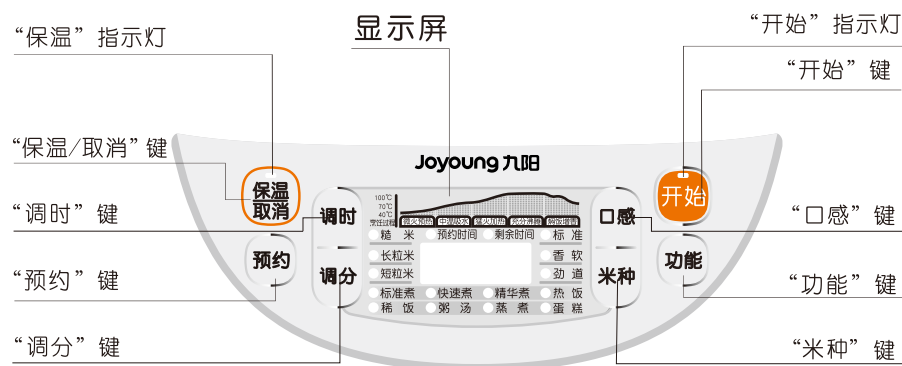 “保温”指示灯
显示屏
“开始”指示灯
“开始”键
“保温/取消”键
Joyoung 九阳
保温
取消
调时
100℃
70℃
40℃
烹饪过程
口感
开始
“调时”键
“口感”键
糙 米
预约时间
剩余时间
标 准
预约
长粒米
香 软
功能
“预约”键
调分
短粒米
劲 道
米种
“功能”键
标准煮
快速煮
精华煮
热 饭
稀 饭
粥 汤
蒸 煮
蛋 糕
“调分”键
“米种”键